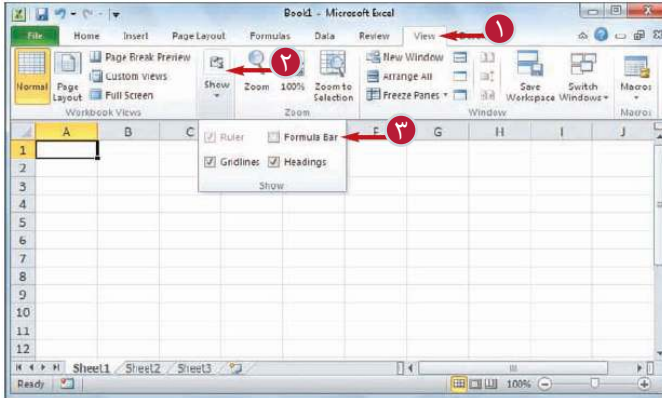 Book1 - Microsoft Excel
File Home Insert Page Layout Formulas Data Review View ۱
Normal Page Layout Page Break Preview Custom Views Full Screen
Workbook Views
Show ۲
Zoom 100% Zoom to Selection
Zoom
New Window Arrange All Freeze Panes
Save Workspace Switch Windows
Window
Macros
Macros
Ruler Formula Bar ۳
Gridlines Headings
Show
A B C F G H I J
1
2
3
4
5
6
7
8
9
10
11
12
Sheet1 Sheet2 Sheet3
Ready 100%